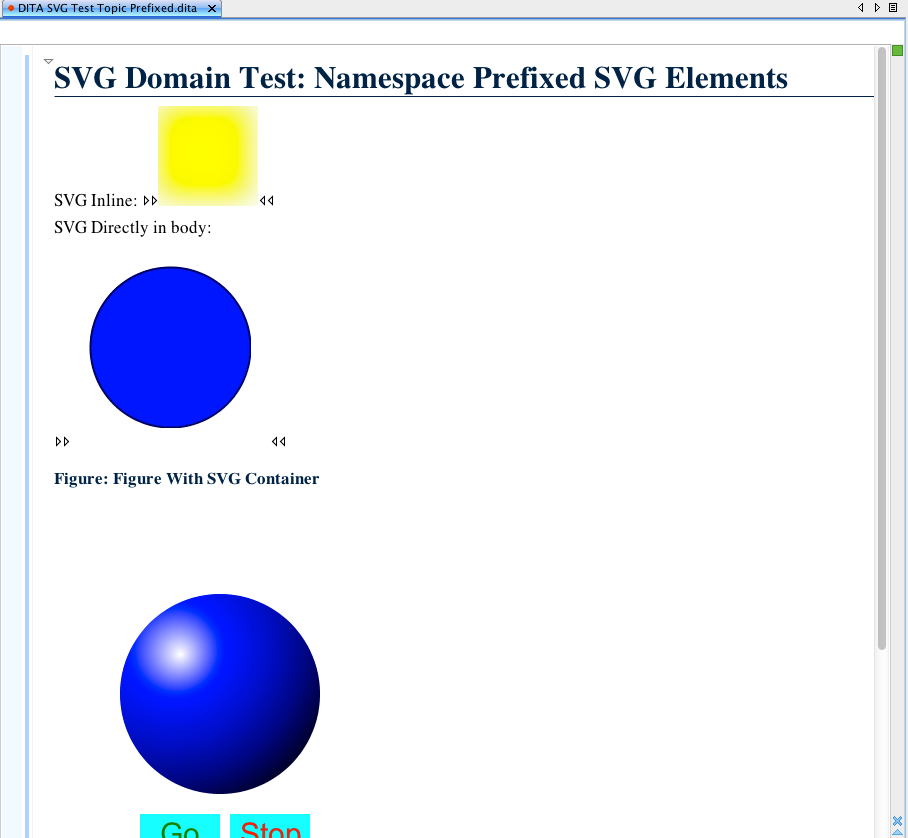 DITA SVG Test Topic Prefixed.dita
SVG Domain Test: Namespace Prefixed SVG Elements
SVG Inline:
SVG Directly in body:
Figure: Figure With SVG Container
Go Stop